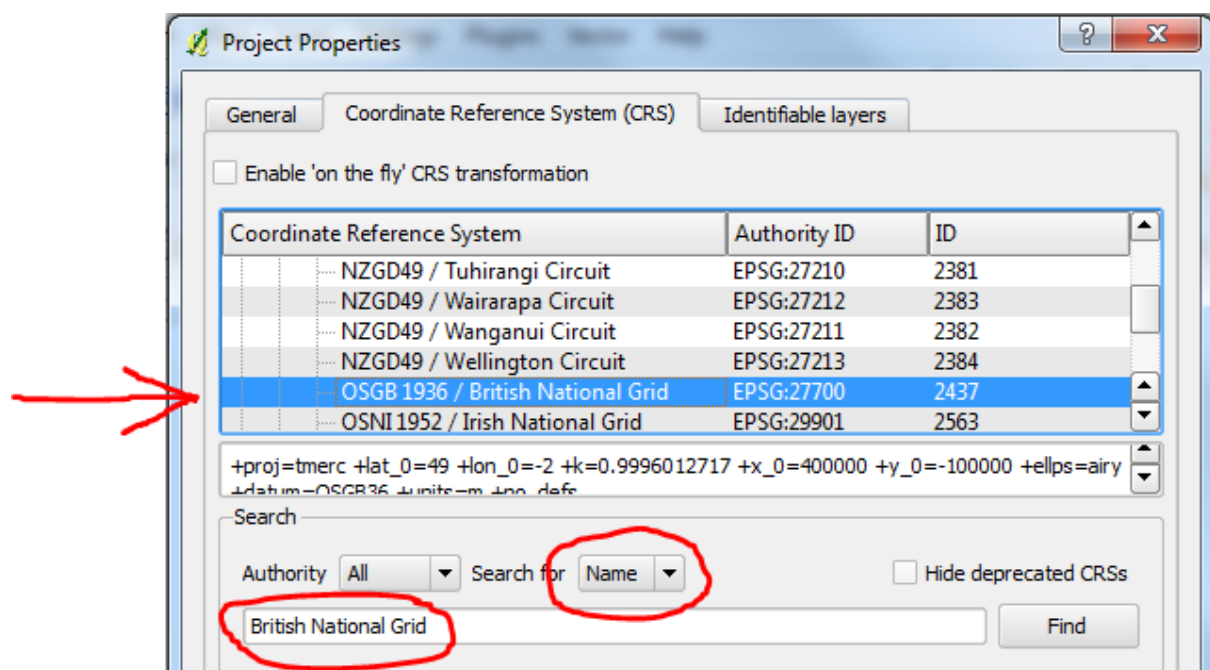 Project Properties
General Coordinate Reference System (CRS) Identifiable layers
Enable 'on the fly' CRS transformation
Coordinate Reference System Authority ID ID
NZGD49 / Tuhirangi Circuit EPSG:27210 2381
NZGD49 / Wairarapa Circuit EPSG:27212 2383
NZGD49 / Wanganui Circuit EPSG:27211 2382
NZGD49 / Wellington Circuit EPSG:27213 2384
OSGB 1936 / British National Grid EPSG:27700 2437
OSNI 1952 / Irish National Grid EPSG:29901 2563
+proj=tmerc +lat_0=49 +lon_0=-2 +k=0.9996012717 +x_0=400000 +y_0=-100000 +ellps=airy
+datum=OSGB36 +units=m +no_defs
Search
Authority All Search for Name Hide deprecated CRSs
British National Grid Find